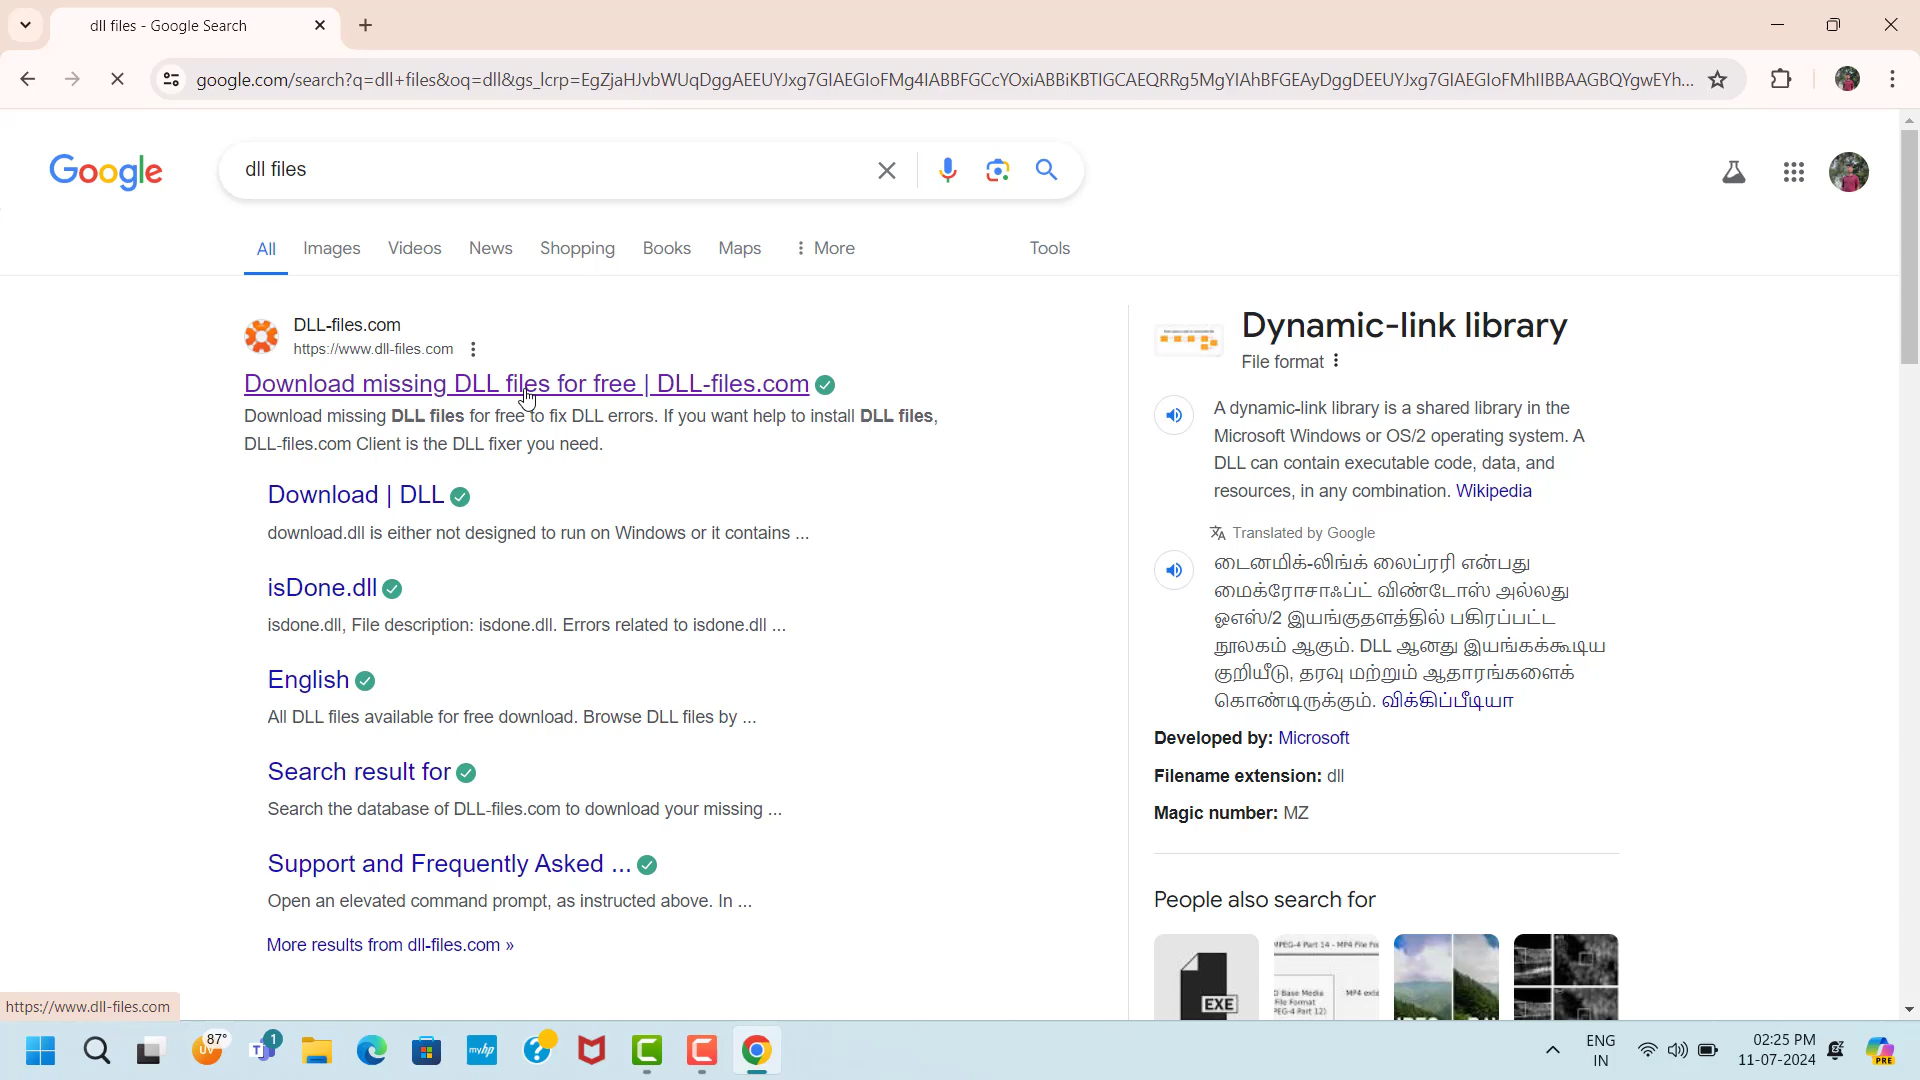 dll files - Google Search
google.com/search?q=dll+files&oq=dll&gs_lcrp=EgZjaHJvbWUqDggAEEUYJxg7GIAEGIoFMg4IABBFGCcYOxiABBiKBTIGCAEQRRg5MgYIAhBFGEAyDggDEEUYJxg7GIAEGIoFMhIIBBAAGBQYgwEYh...
Google
dll files
All Images Videos News Shopping Books Maps More Tools
DLL-files.com
https://www.dll-files.com
Download missing DLL files for free | DLL-files.com
Download missing DLL files for free to fix DLL errors. If you want help to install DLL files,
DLL-files.com Client is the DLL fixer you need.
Download | DLL
download.dll is either not designed to run on Windows or it contains ...
isDone.dll
isdone.dll, File description: isdone.dll. Errors related to isdone.dll ...
English
All DLL files available for free download. Browse DLL files by ...
Search result for
Search the database of DLL-files.com to download your missing ...
Support and Frequently Asked ...
Open an elevated command prompt, as instructed above. In ...
More results from dll-files.com »
Dynamic-link library
File format
A dynamic-link library is a shared library in the
Microsoft Windows or OS/2 operating system. A
DLL can contain executable code, data, and
resources, in any combination. Wikipedia
Translated by Google
டைனமிக்-லிங்க் லைப்ரரி என்பது
மைக்ரோசாஃப்ட் விண்டோஸ் அல்லது
ஓஎஸ்/2 இயங்குதளத்தில் பகிரப்பட்ட
நூலகம் ஆகும். DLL ஆனது இயங்கக்கூடிய
குறியீடு, தரவு மற்றும் ஆதாரங்களைக்
கொண்டிருக்கும். விக்கிப்பீடியா
Developed by: Microsoft
Filename extension: dll
Magic number: MZ
People also search for
EXE
MPEG-4 Part 14 - MP4 File Fo
O Base Media
File Format
MPEG-4 Part 12)
MP4 exte
https://www.dll-files.com
87°
UV
1
T
myhp
ENG
IN
02:25 PM
11-07-2024
PRE